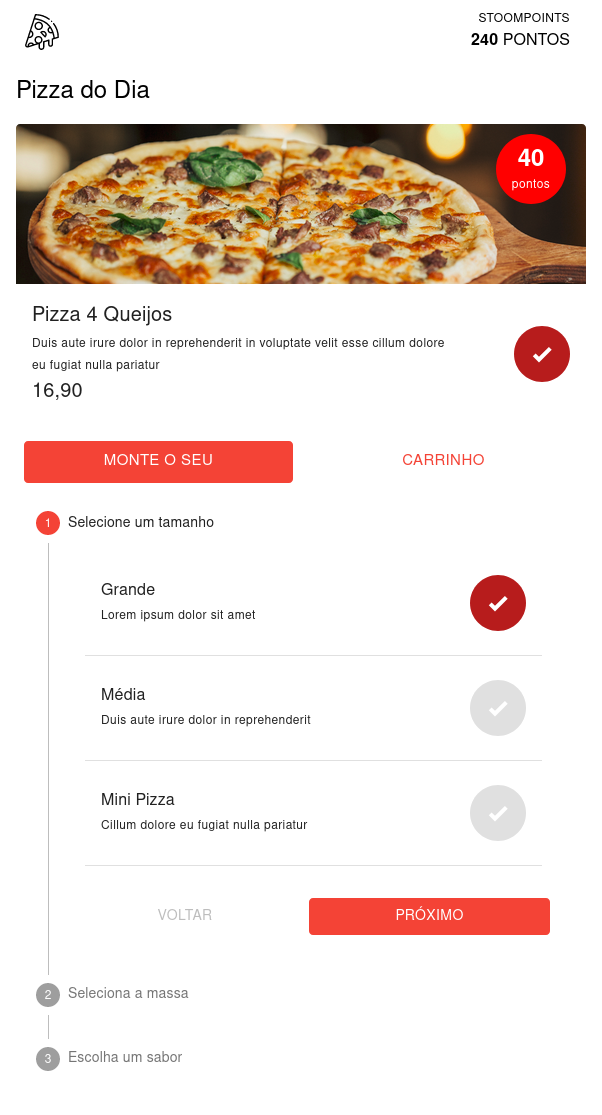 STOOMPOINTS
240 PONTOS
Pizza do Dia
40
pontos
Pizza 4 Queijos
Duis aute irure dolor in reprehenderit in voluptate velit esse cillum dolore
eu fugiat nulla pariatur
16,90
MONTE O SEU
CARRINHO
1 Selecione um tamanho
Grande
Lorem ipsum dolor sit amet
Média
Duis aute irure dolor in reprehenderit
Mini Pizza
Cillum dolore eu fugiat nulla pariatur
VOLTAR
PRÓXIMO
2 Seleciona a massa
3 Escolha um sabor